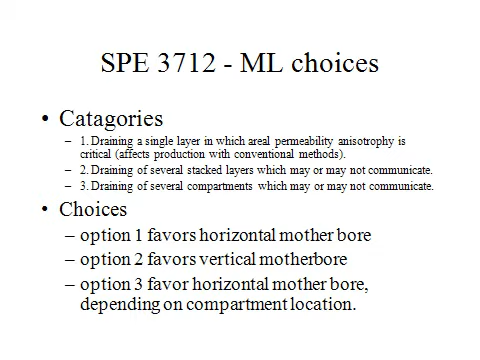 SPE 3712 - ML choices
• Catagories
– 1. Draining a single layer in which areal permeability anisotropy is
critical (affects production with conventional methods).
– 2. Draining of several stacked layers which may or may not communicate.
– 3. Draining of several compartments which may or may not communicate.
• Choices
– option 1 favors horizontal mother bore
– option 2 favors vertical motherbore
– option 3 favor horizontal mother bore,
depending on compartment location.